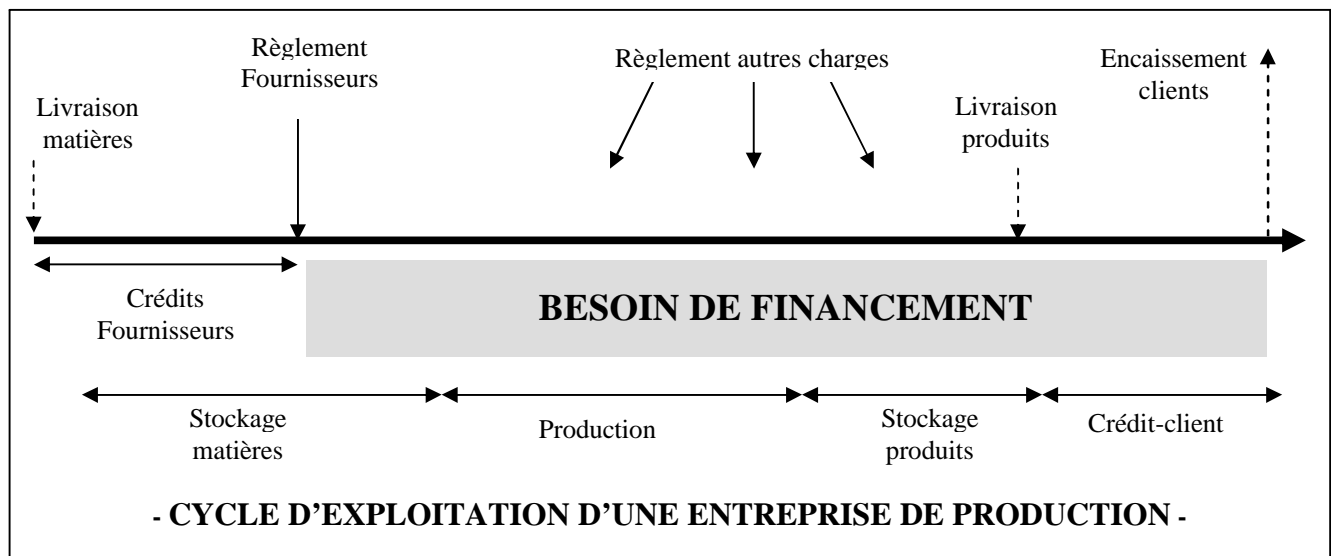 Règlement
Fournisseurs
Règlement autres charges
Encaissement
clients
Livraison
matières
Livraison
produits
Crédits
Fournisseurs
BESOIN DE FINANCEMENT
Stockage
matières
Production
Stockage
produits
Crédit-client
- CYCLE D’EXPLOITATION D’UNE ENTREPRISE DE PRODUCTION -